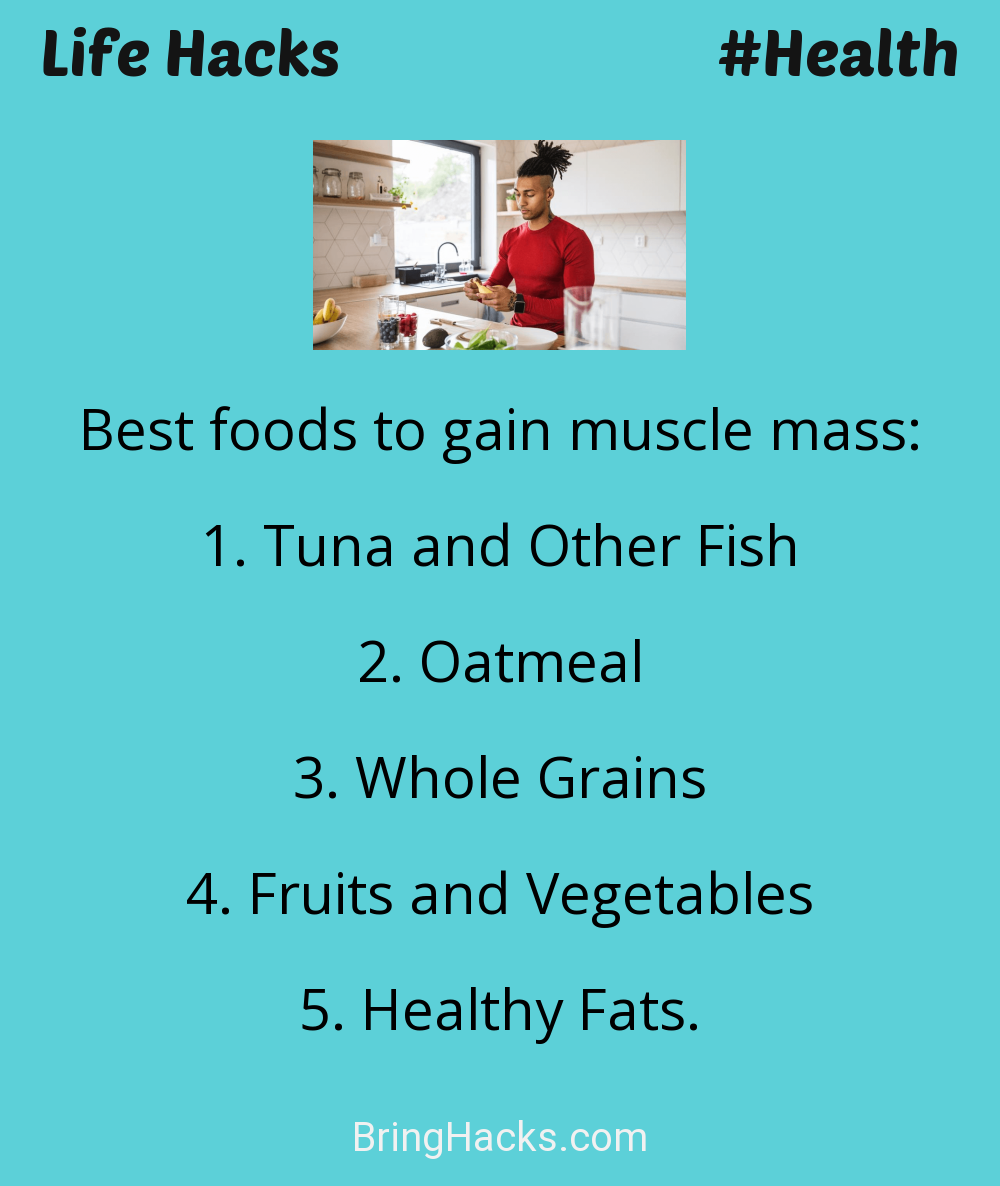 Life Hacks
#Health
Best foods to gain muscle mass:
1. Tuna and Other Fish
2. Oatmeal
3. Whole Grains
4. Fruits and Vegetables
5. Healthy Fats.
BringHacks.com